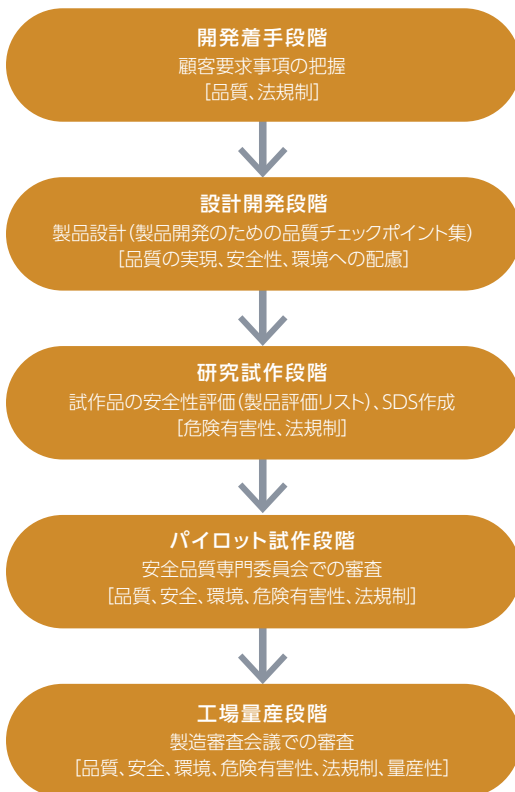 開発着手段階
顧客要求事項の把握
[品質、法規制]
設計開発段階
製品設計(製品開発のための品質チェックポイント集)
[品質の実現、安全性、環境への配慮]
研究試作段階
試作品の安全性評価(製品評価リスト)、SDS作成
[危険有害性、法規制]
パイロット試作段階
安全品質専門委員会での審査
[品質、安全、環境、危険有害性、法規制]
工場量産段階
製造審査会議での審査
[品質、安全、環境、危険有害性、法規制、量産性]